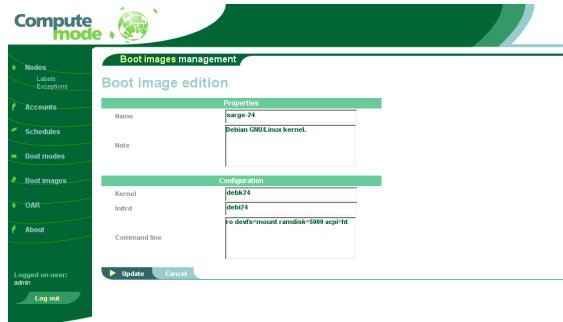 Compute
mode
Boot images management
Nodes
Labels
Exceptions
Accounts
Schedules
Boot modes
Boot images
OAR
About
Logged on user:
admin
Log out
Boot image edition
Properties
Name
sarge-24
Note
Debian GNU/Linux kernel.
Configuration
Kernel
debk24
Initrd
debi24
Command line
ro devfs=mount ramdisk=5000 acpi=ht
Update
Cancel